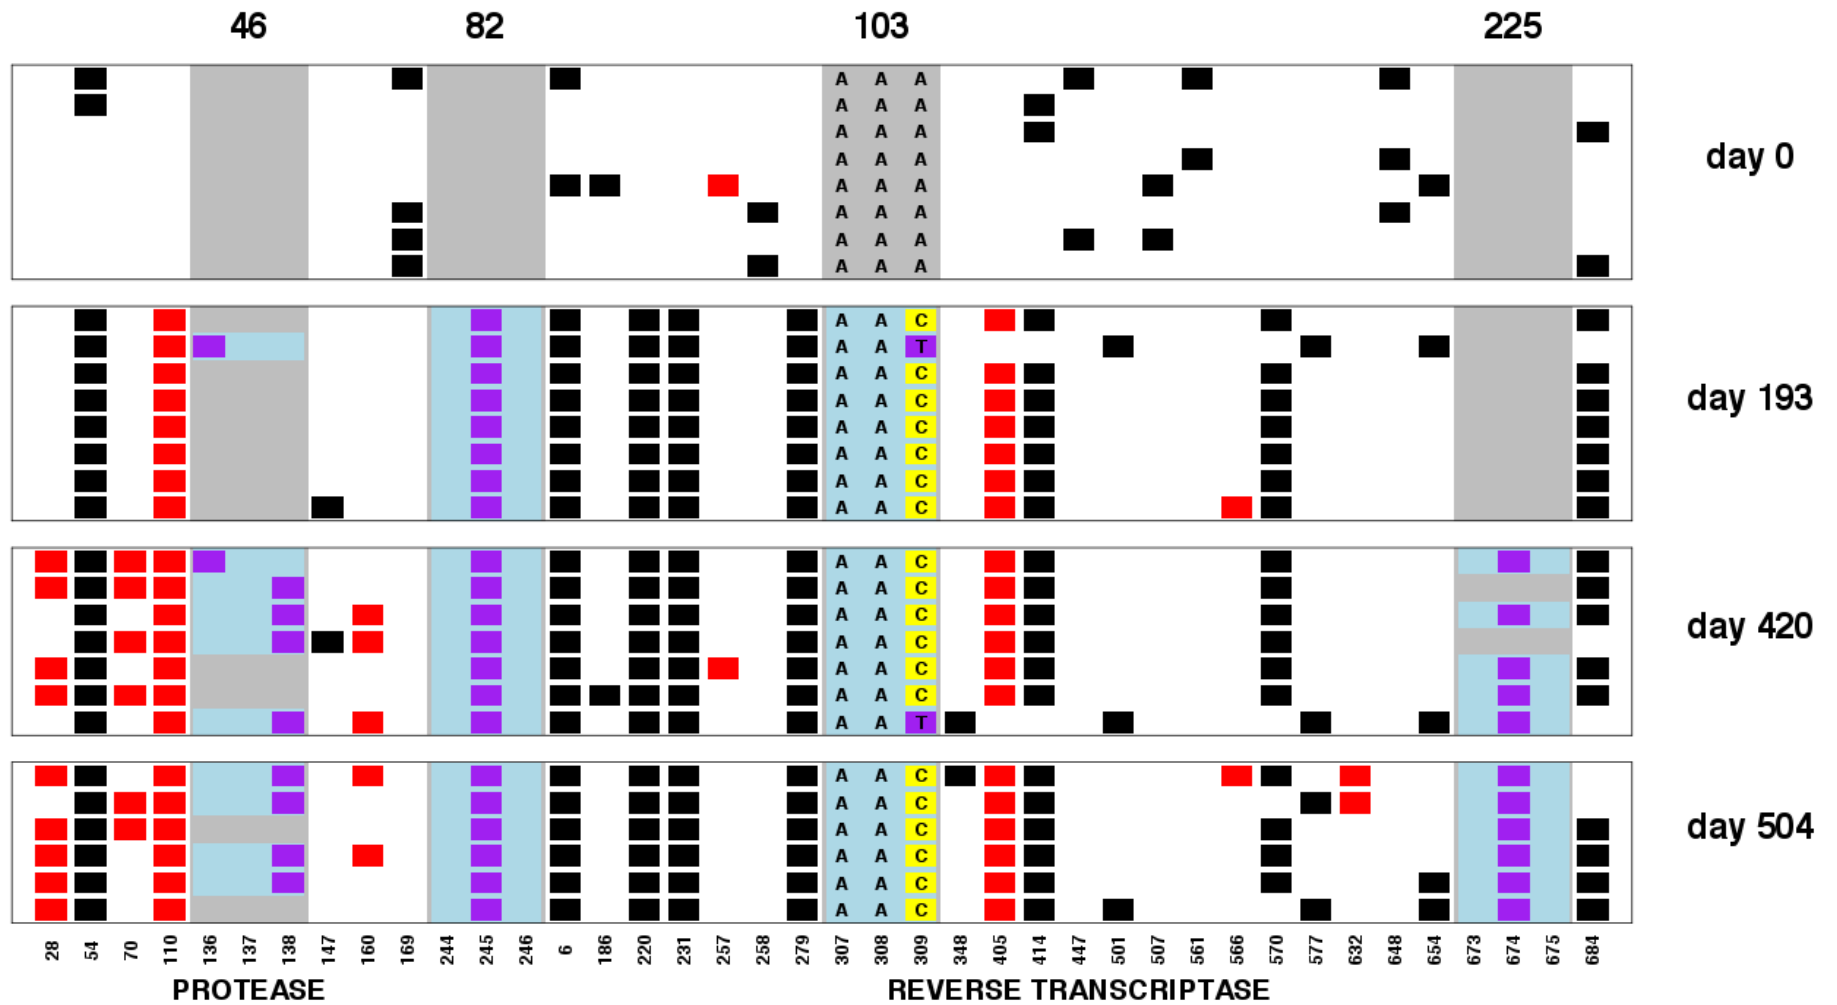 46 82 103 225
A A A
A A A
A A A
A A A
A A A
A A A
A A A
A A A
day 0
A A C
A A T
A A C
A A C
A A C
A A C
A A C
A A C
day 193
A A C
A A C
A A C
A A C
A A C
A A C
A A T
day 420
A A C
A A C
A A C
A A C
A A C
A A C
day 504
28 54 70 110 136 137 138 147 160 169 244 245 246 6 186 220 231 257 258 279 307 308 309 348 405 414 447 501 507 561 566 570 577 632 648 654 673 674 675 684
PROTEASE REVERSE TRANSCRIPTASE